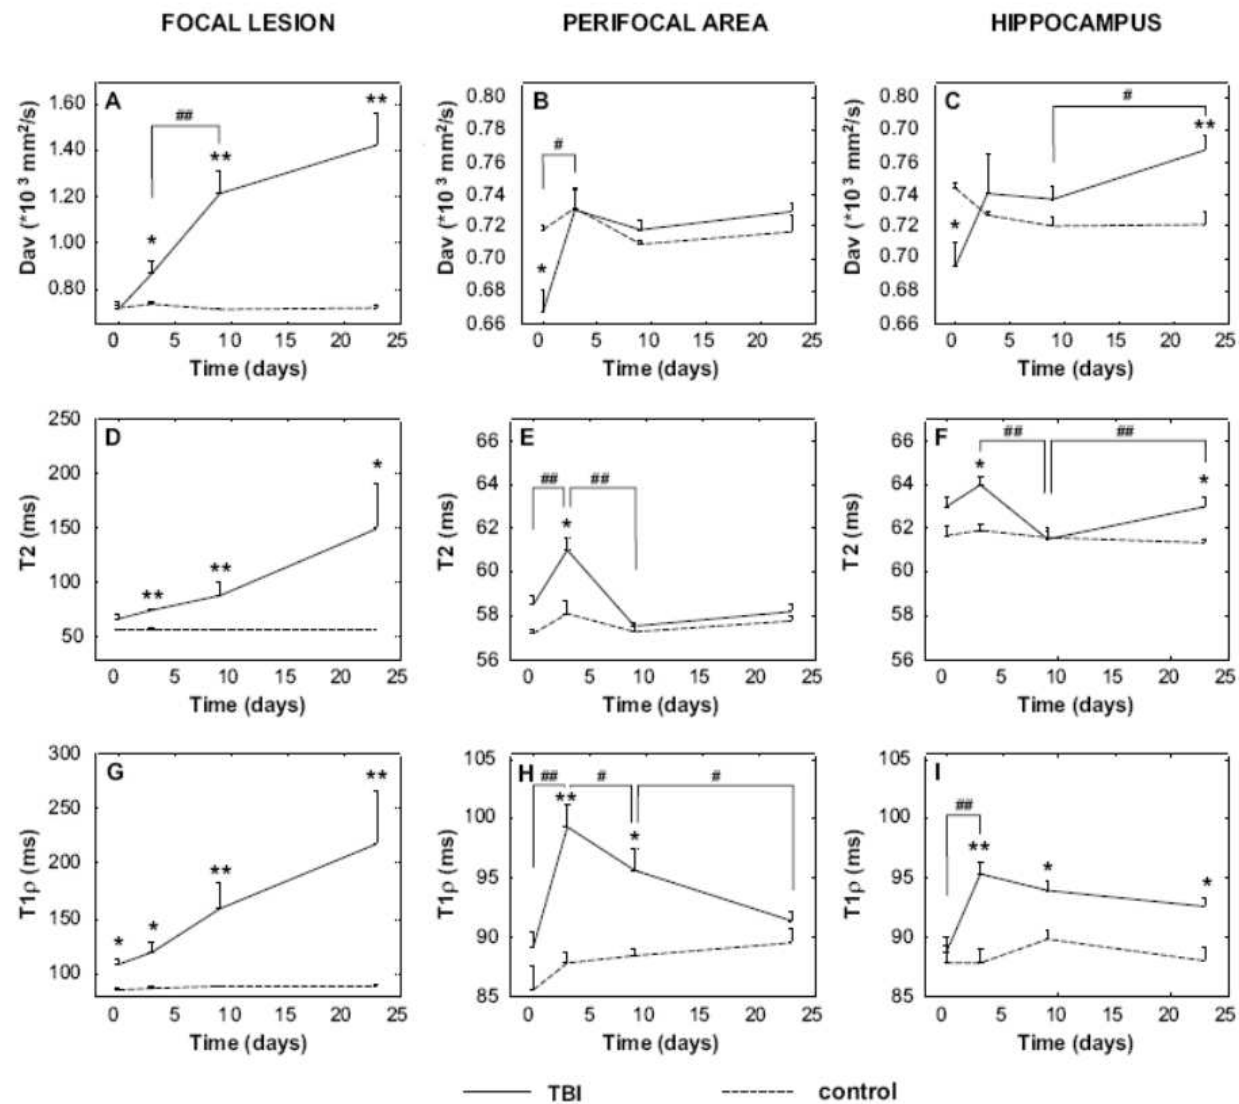 FOCAL LESION PERIFOCAL AREA HIPPOCAMPUS
A
Dav (*10³ mm²/s)
1.60
1.40
1.20
1.00
0.80
##
*
**
**
0 5 10 15 20 25
Time (days)
B
Dav (*10³ mm²/s)
0.80
0.78
0.76
0.74
0.72
0.70
0.68
0.66
#
*
0 5 10 15 20 25
Time (days)
C
Dav (*10³ mm²/s)
0.80
0.70
0.76
0.74
0.72
0.70
0.68
0.66
#
**
*
0 5 10 15 20 25
Time (days)
D
T2 (ms)
250
200
150
100
50
**
**
*
0 5 10 15 20 25
Time (days)
E
T2 (ms)
66
64
62
60
58
56
## ##
*
0 5 10 15 20 25
Time (days)
F
T2 (ms)
66
64
62
60
58
56
## ##
* *
0 5 10 15 20 25
Time (days)
G
T1ρ (ms)
300
250
200
150
100
* * ** **
0 5 10 15 20 25
Time (days)
H
T1ρ (ms)
105
100
95
90
85
## # #
** *
0 5 10 15 20 25
Time (days)
I
T1ρ (ms)
105
100
95
90
85
##
** * *
0 5 10 15 20 25
Time (days)
TBI control